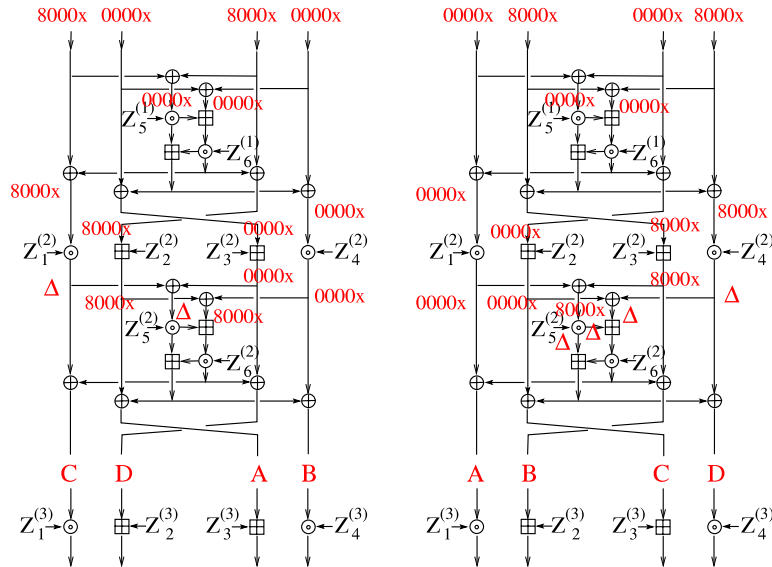 8000x 0000x 8000x 0000x 0000x 8000x 0000x 8000x
0000x 0000x 0000x 0000x
Z5(1) Z5(1)
Z6(1) Z6(1)
8000x 0000x 0000x 8000x
8000x 0000x 0000x 8000x
Z1(2) Z2(2) Z3(2) Z4(2) Z1(2) Z2(2) Z3(2) Z4(2)
0000x 8000x
Δ 8000x 0000x 0000x 0000x Δ
Δ 8000x 8000x Δ
Z5(2) Z5(2) Δ Δ
Z6(2) Z6(2)
C D A B A B C D
Z1(3) Z2(3) Z3(3) Z4(3) Z1(3) Z2(3) Z3(3) Z4(3)